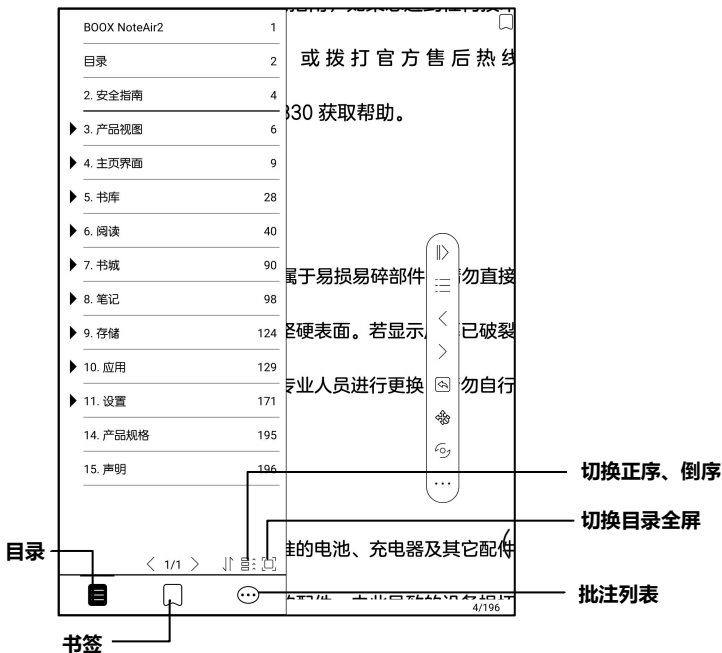 BOOX NoteAir2 1
目录 2
2. 安全指南 4
3. 产品视图 6
4. 主页界面 9
5. 书库 28
6. 阅读 40
7. 书城 90
8. 笔记 98
9. 存储 124
10. 应用 129
11. 设置 171
14. 产品规格 195
15. 声明 196
1/1
或拨打官方售后热线
330 获取帮助。
属于易损易碎部件
勿直接
坚硬表面。若显示
已破裂
专业人员进行更换
勿自行
的电池、充电器及其它配件
4/196
切换正序、倒序
切换目录全屏
目录
批注列表
书签